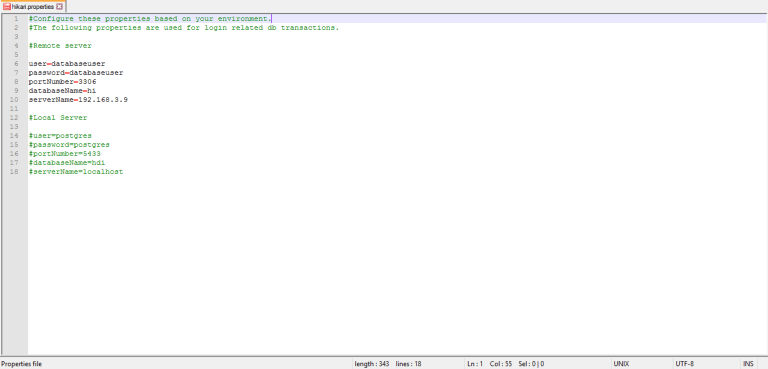 hikari.properties
1 #Configure these properties based on your environment.
2 #The following properties are used for login related db transactions.
3
4 #Remote server
5
6 user=databaseuser
7 password=databaseuser
8 portNumber=3306
9 databaseName=hi
10 serverName=192.168.3.9
11
12 #Local Server
13
14 #user=postgres
15 #password=postgres
16 #portNumber=5433
17 #databaseName=hdi
18 #serverName=localhost
Properties file length : 343 lines : 18 Ln : 1 Col : 55 Sel : 0 | 0 UNIX UTF-8 INS